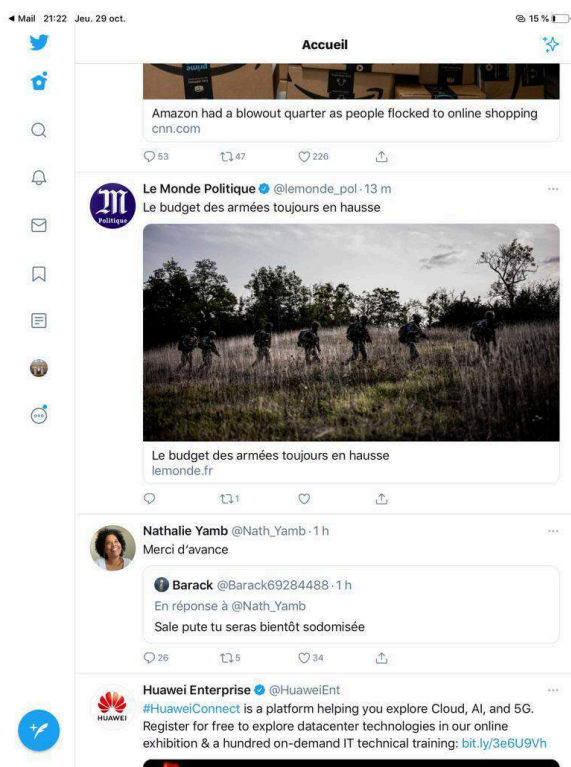 Mail 21:22 Jeu. 29 oct. 15 %
Accueil
prime
Amazon had a blowout quarter as people flocked to online shopping
cnn.com
53 47 226
Le Monde Politique @lemonde_pol · 13 m
Le budget des armées toujours en hausse
m
Politique
Le budget des armées toujours en hausse
lemonde.fr
1
Nathalie Yamb @Nath_Yamb · 1 h
Merci d'avance
Barack @Barack69284488 · 1 h
En réponse à @Nath_Yamb
Sale pute tu seras bientôt sodomisée
26 5 34
Huawei Enterprise @HuaweiEnt
HUAWEI
#HuaweiConnect is a platform helping you explore Cloud, AI, and 5G.
Register for free to explore datacenter technologies in our online
exhibition & a hundred on-demand IT technical training: bit.ly/3e6U9Vh